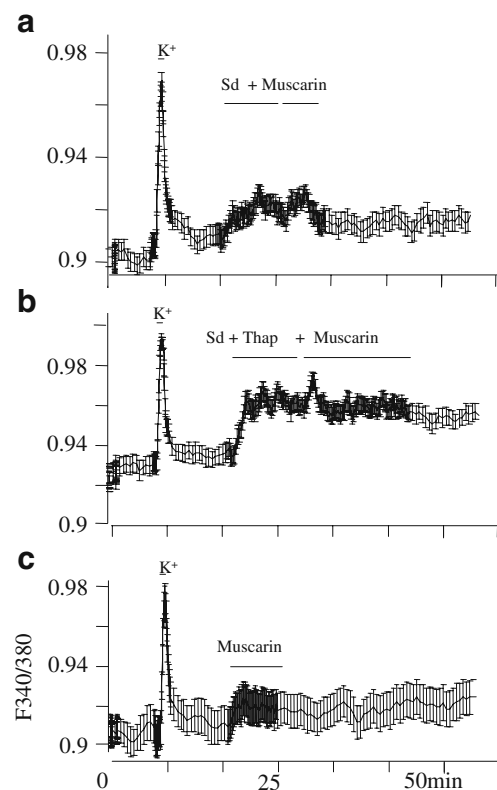 a
0.98
K+
Sd + Muscarin
0.94
0.9
b
K+
Sd + Thap + Muscarin
0.98
0.94
0.9
c
K+
0.98
Muscarin
0.94
0.9
F340/380
0 25 50min